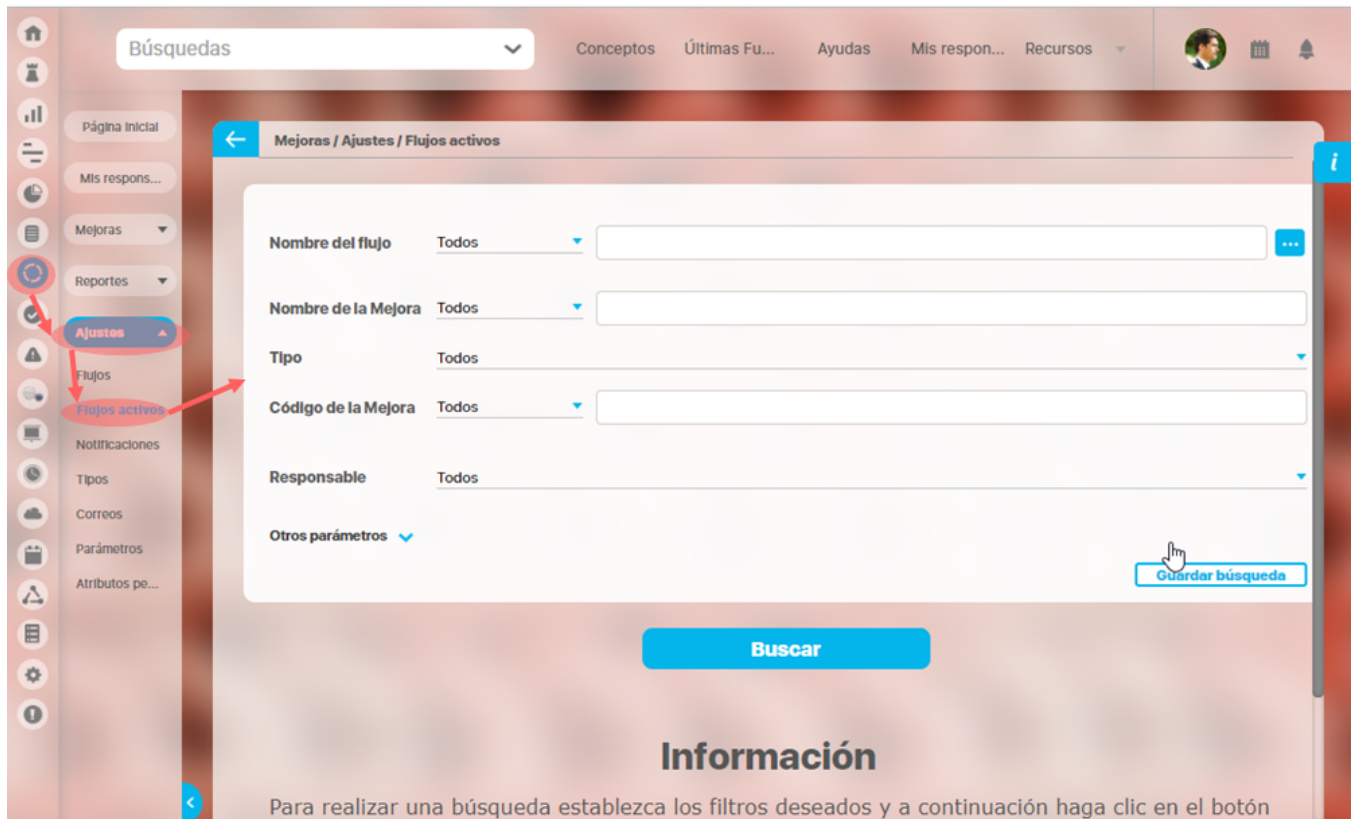 Búsquedas
Conceptos
Últimas Fu...
Ayudas
Mis respon...
Recursos
Página Inicial
Mis respons...
Mejoras
Reportes
Ajustes
Flujos
Flujos activos
Notificaciones
Tipos
Correos
Parámetros
Atributos pe...
Mejoras / Ajustes / Flujos activos
i
Nombre del flujo Todos ...
Nombre de la Mejora Todos
Tipo Todos
Código de la Mejora Todos
Responsable Todos
Otros parámetros
Guardar búsqueda
Buscar
Información
Para realizar una búsqueda establezca los filtros deseados y a continuación haga clic en el botón